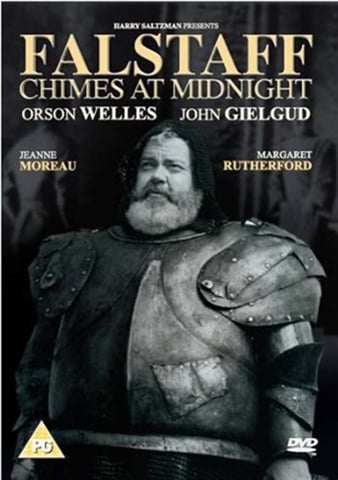 HARRY SALTZMAN PRESENTS
FALSTAFF
CHIMES AT MIDNIGHT
ORSON WELLES JOHN GIELGUD
JEANNE MOREAU
MARGARET RUTHERFORD
PG
DVD